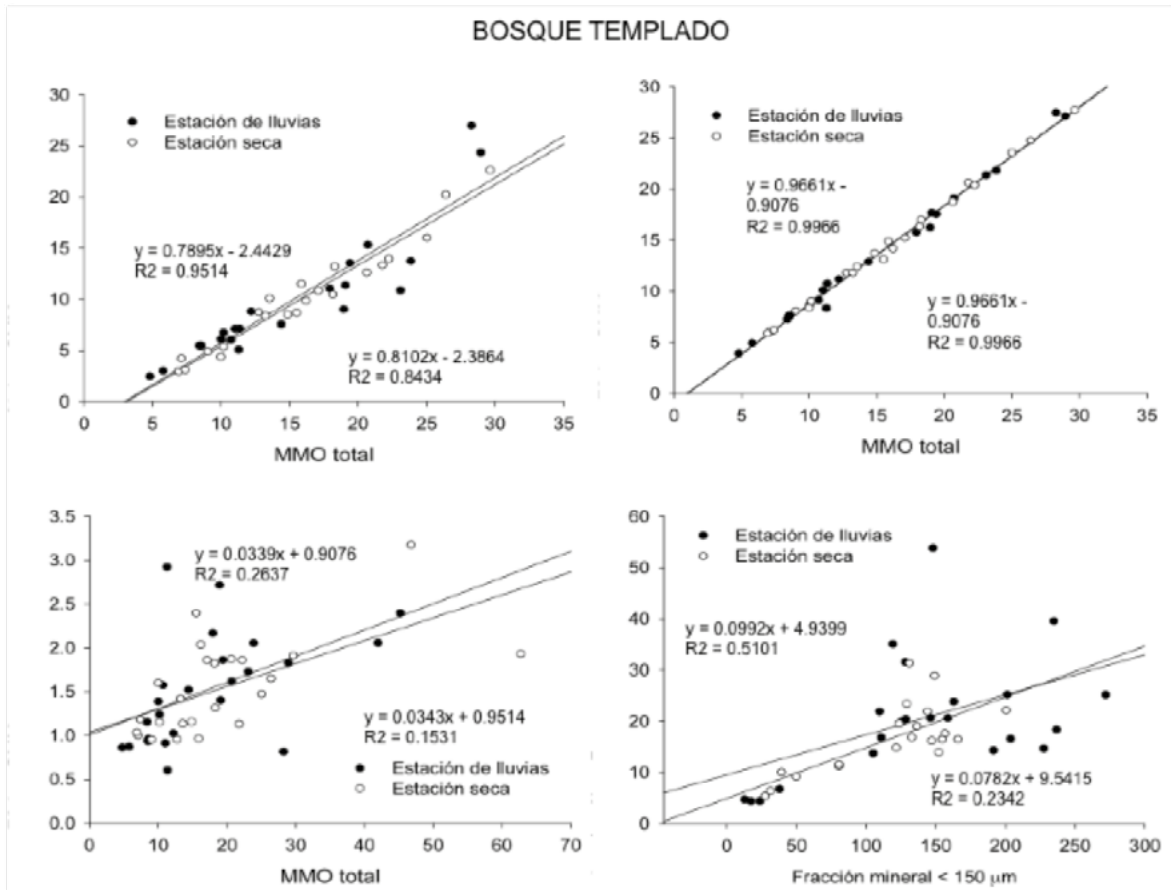 BOSQUE TEMPLADO
30
25
20
15
10
5
0
Estación de lluvias
Estación seca
y = 0.7895x - 2.4429
R2 = 0.9514
y = 0.8102x - 2.3864
R2 = 0.8434
0 5 10 15 20 25 30 35
MMO total
30
25
20
15
10
5
0
Estación de lluvias
Estación seca
y = 0.9661x -
0.9076
R2 = 0.9966
y = 0.9661x -
0.9076
R2 = 0.9966
0 5 10 15 20 25 30 35
MMO total
3.5
3.0
2.5
2.0
1.5
1.0
0.5
0.0
y = 0.0339x + 0.9076
R2 = 0.2637
y = 0.0343x + 0.9514
R2 = 0.1531
Estación de lluvias
Estación seca
0 10 20 30 40 50 60 70
MMO total
60
50
40
30
20
10
0
Estación de lluvias
Estación seca
y = 0.0992x + 4.9399
R2 = 0.5101
y = 0.0782x + 9.5415
R2 = 0.2342
0 50 100 150 200 250 300
Fracción mineral < 150 µm